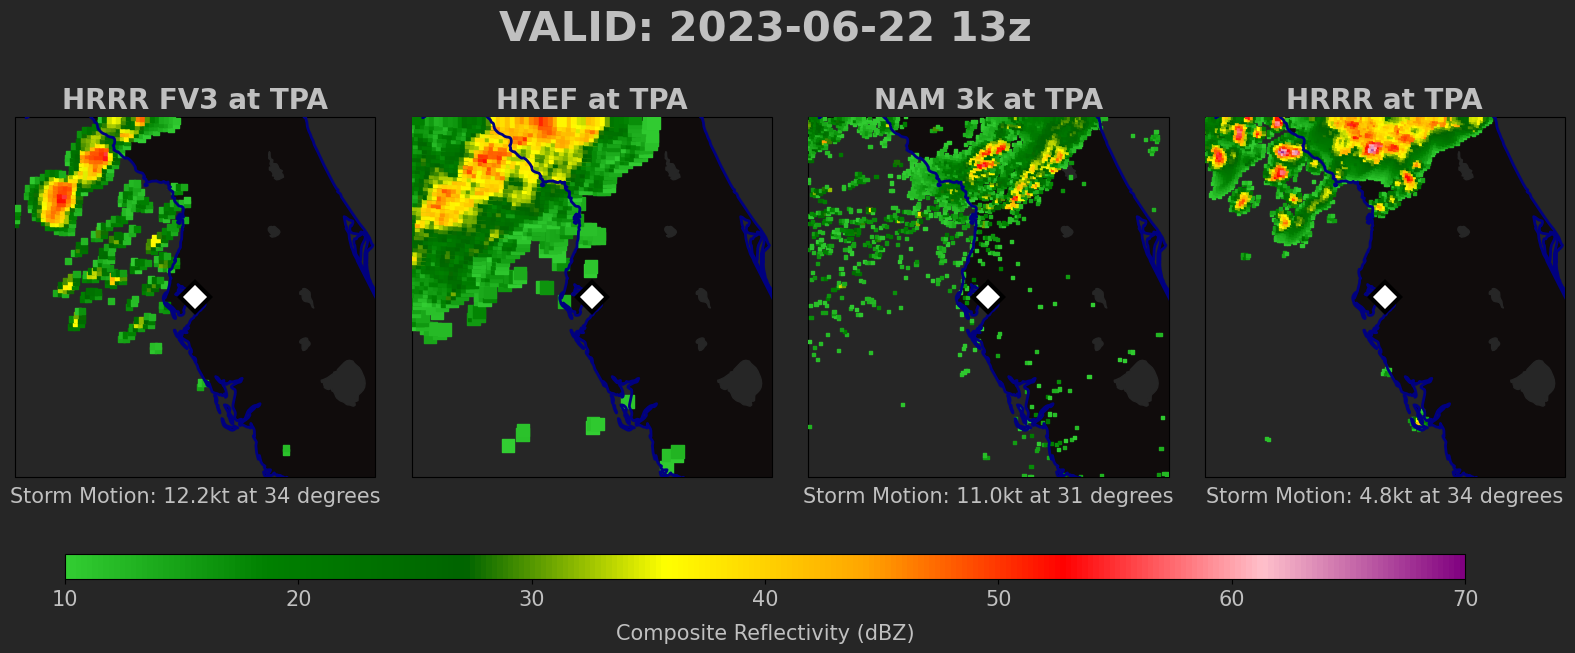 VALID: 2023-06-22 13z
HRRR FV3 at TPA
HREF at TPA
NAM 3k at TPA
HRRR at TPA
Storm Motion: 12.2kt at 34 degrees
Storm Motion: 11.0kt at 31 degrees
Storm Motion: 4.8kt at 34 degrees
10 20 30 40 50 60 70
Composite Reflectivity (dBZ)